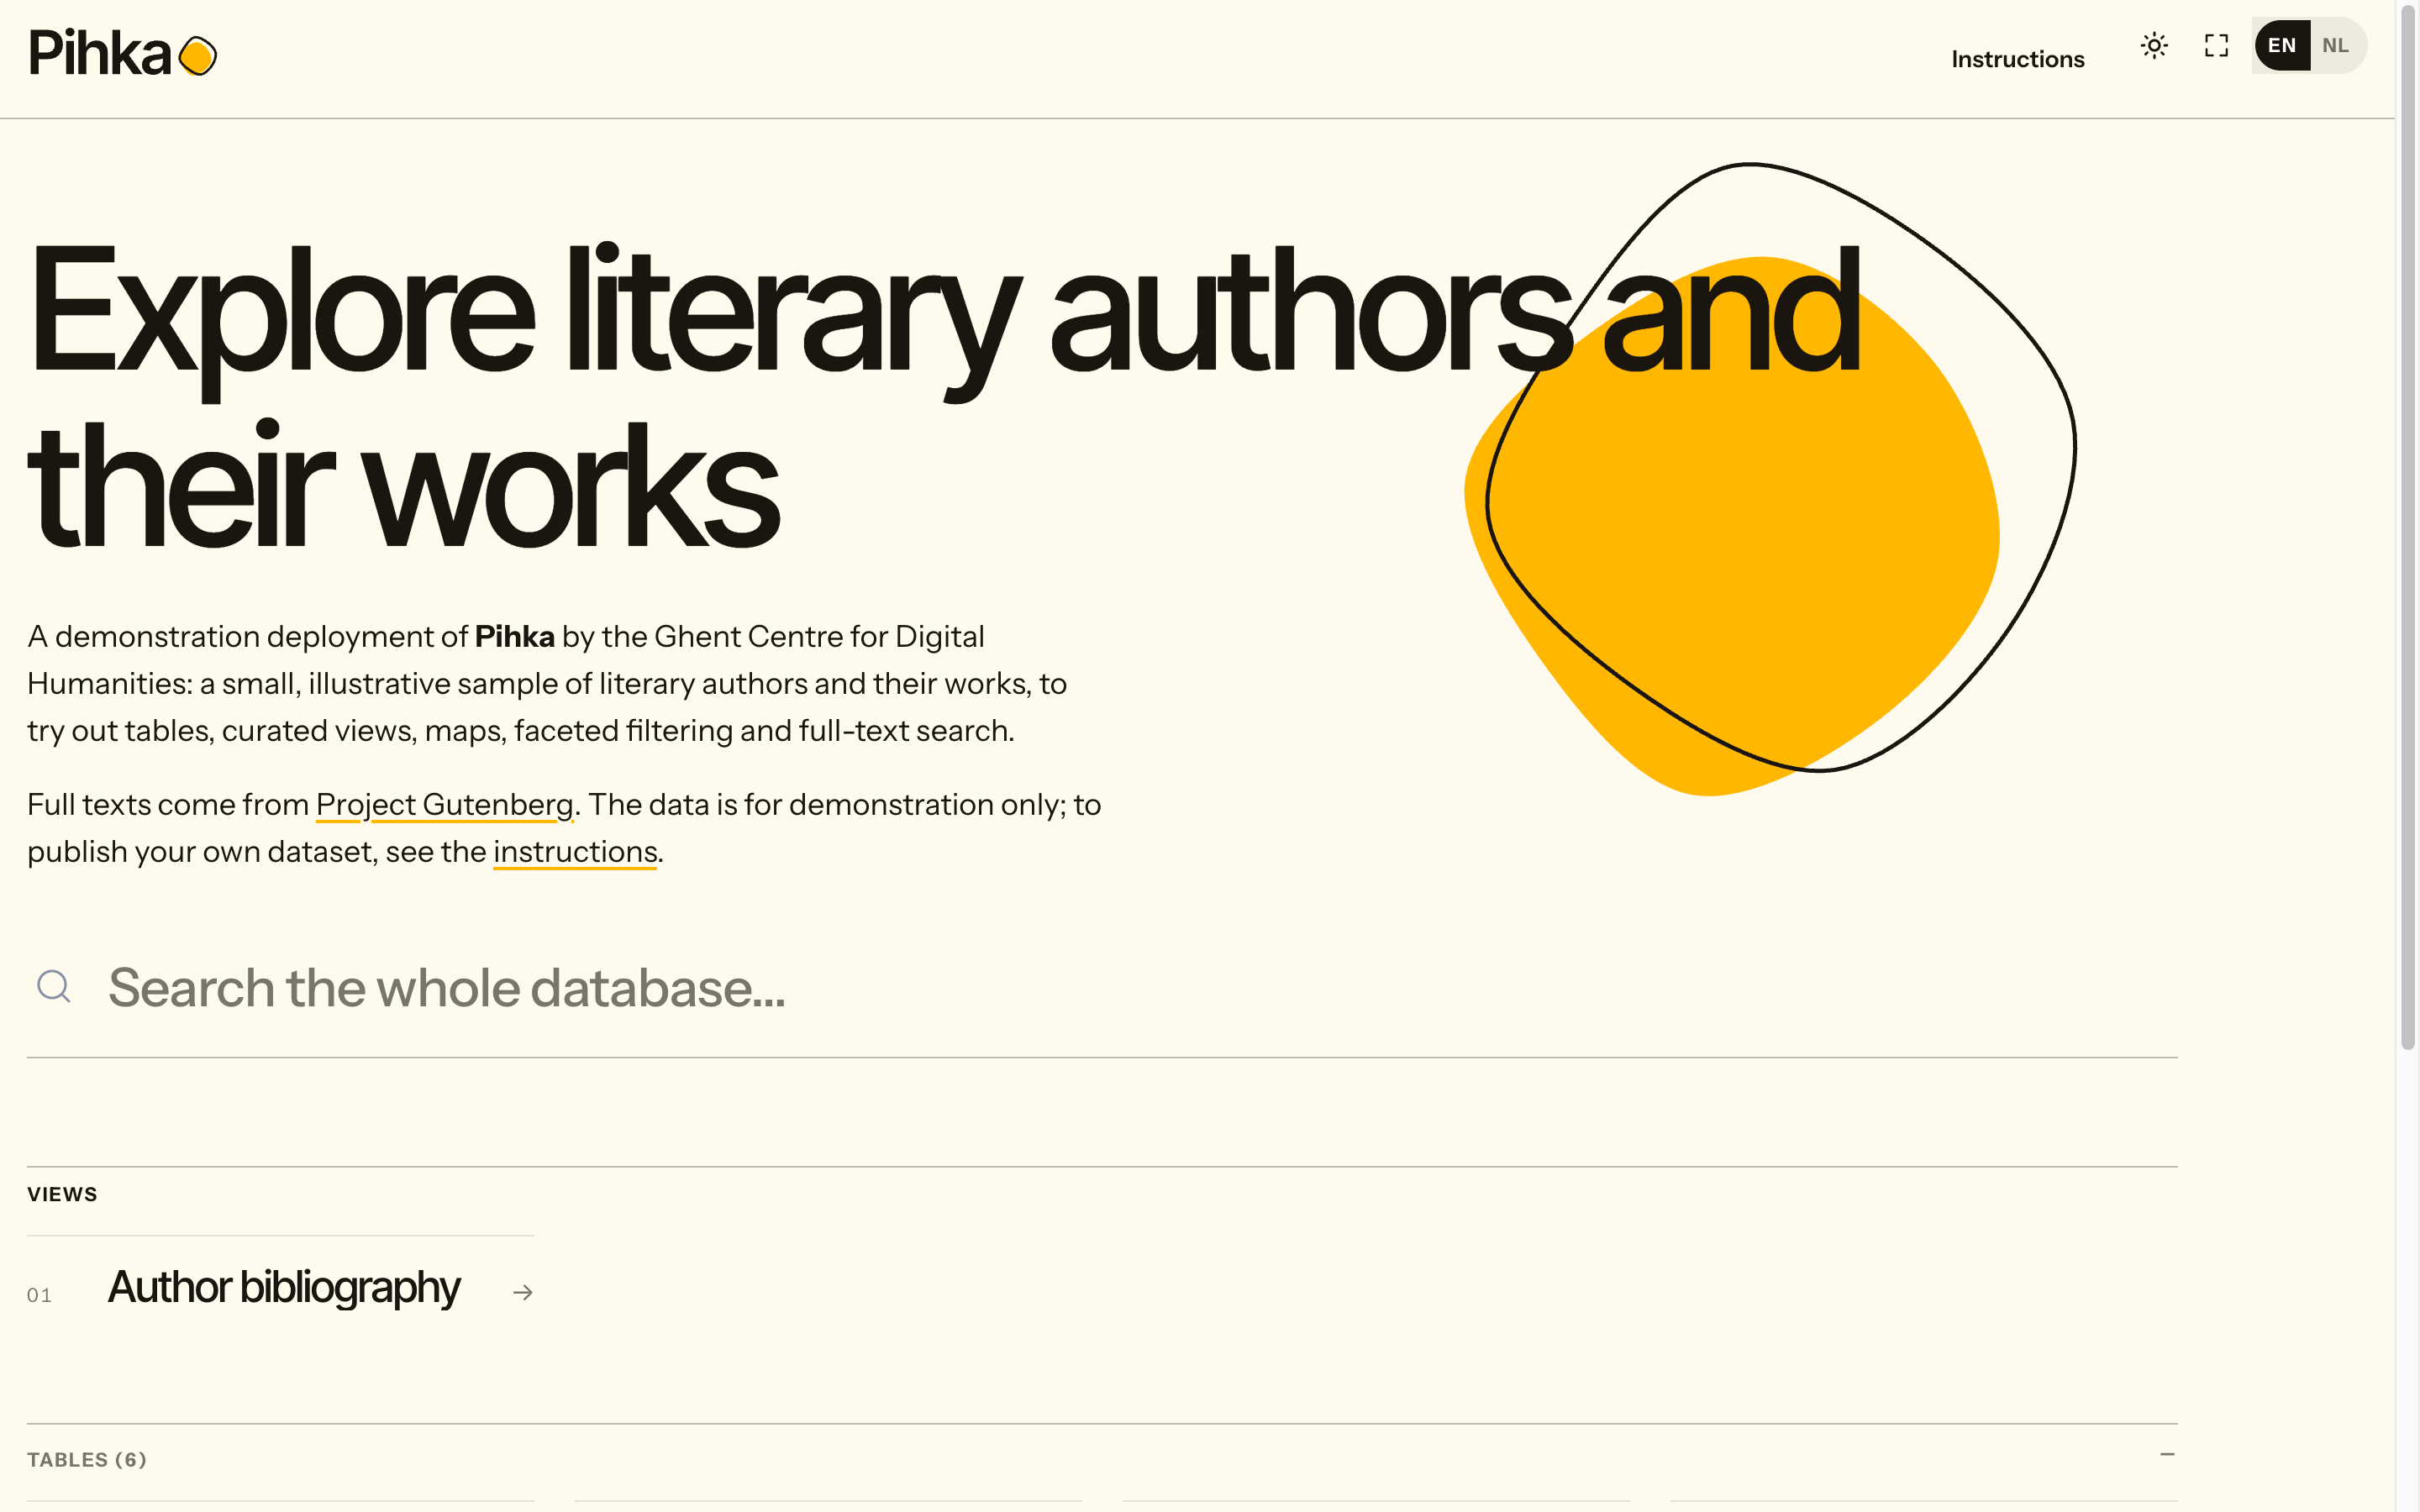 Pihka
Instructions
EN NL
Explore literary authors and
their works
A demonstration deployment of Pihka by the Ghent Centre for Digital
Humanities: a small, illustrative sample of literary authors and their works, to
try out tables, curated views, maps, faceted filtering and full-text search.
Full texts come from Project Gutenberg. The data is for demonstration only; to
publish your own dataset, see the instructions.
Search the whole database...
VIEWS
01 Author bibliography →
TABLES (6) –